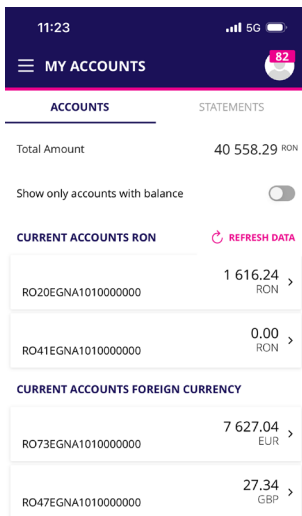 11:23 5G
MY ACCOUNTS 82
ACCOUNTS STATEMENTS
Total Amount 40 558.29 RON
Show only accounts with balance
CURRENT ACCOUNTS RON REFRESH DATA
1 616.24
RO20EGNA1010000000 RON
0.00
RO41EGNA1010000000 RON
CURRENT ACCOUNTS FOREIGN CURRENCY
7 627.04
RO73EGNA1010000000 EUR
27.34
RO47EGNA1010000000 GBP